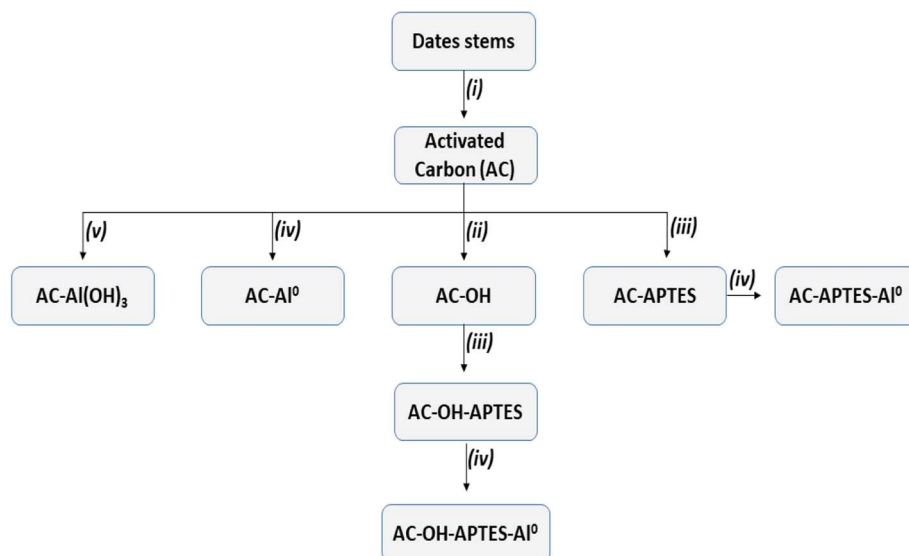 Dates stems
(i)
Activated
Carbon (AC)
(v)
(iv)
(ii)
(iii)
AC-Al(OH)₃
AC-Al⁰
AC-OH
AC-APTES
(iv)
AC-APTES-Al⁰
(iii)
AC-OH-APTES
(iv)
AC-OH-APTES-Al⁰